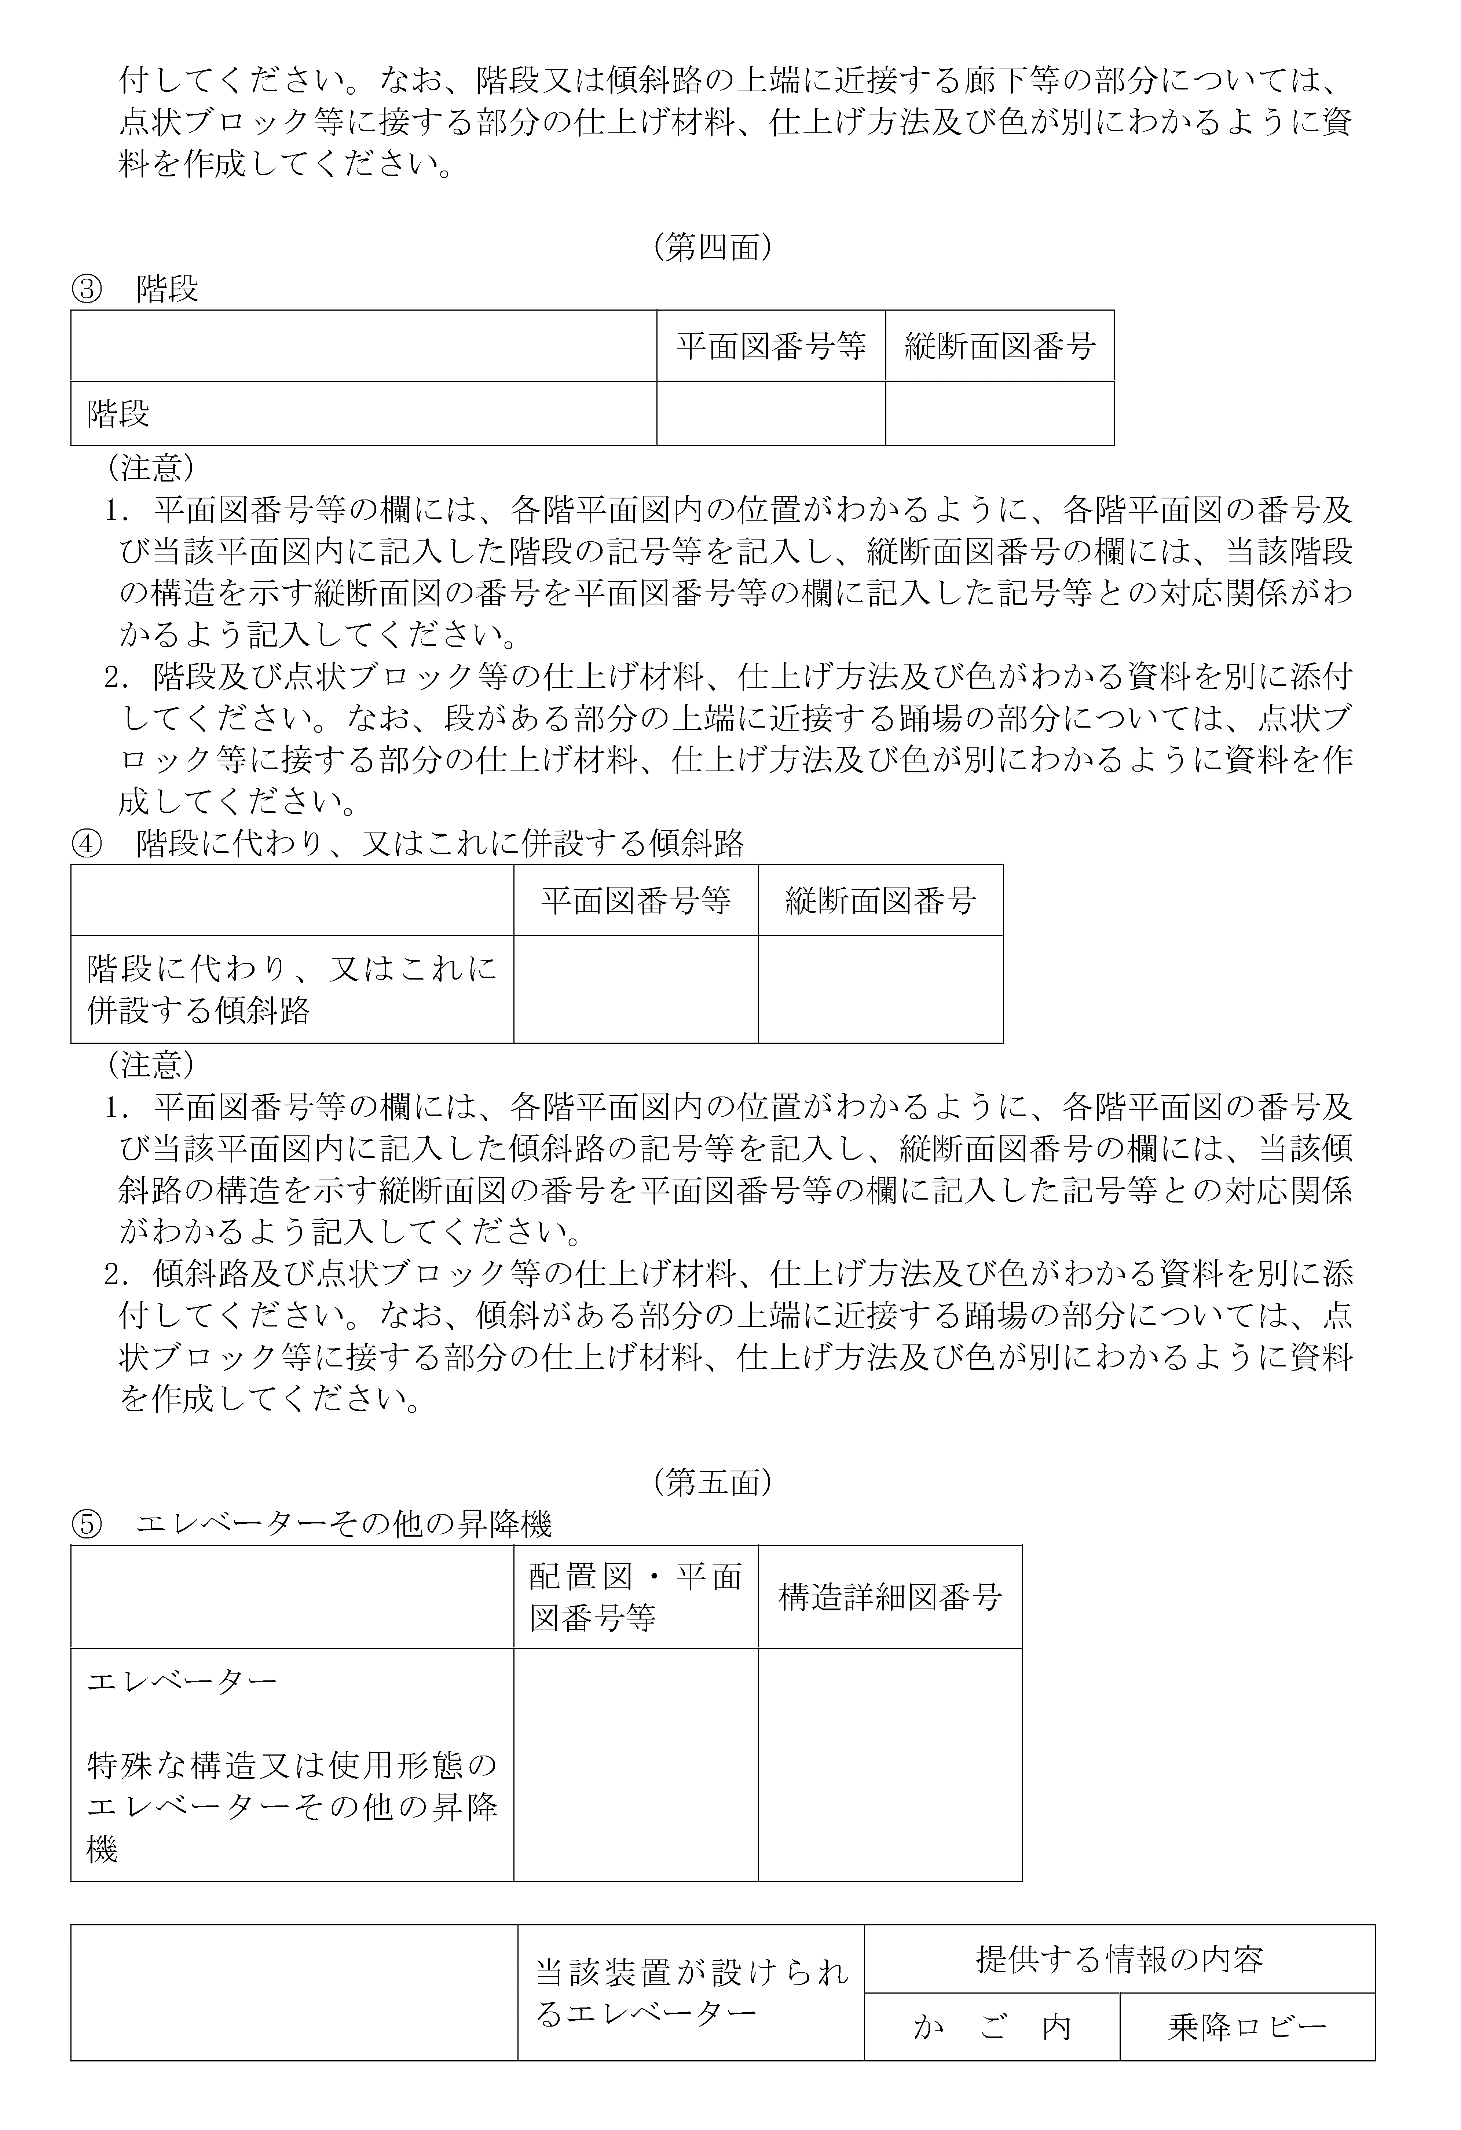 付してください。なお、階段又は傾斜路の上端に近接する廊下等の部分については、
点状ブロック等に接する部分の仕上げ材料、仕上げ方法及び色が別にわかるように資
料を作成してください。
（第四面）
③　階段
平面図番号等
縦断面図番号
階段
（注意）
1．平面図番号等の欄には、各階平面図内の位置がわかるように、各階平面図の番号及
び当該平面図内に記入した階段の記号等を記入し、縦断面図番号の欄には、当該階段
の構造を示す縦断面図の番号を平面図番号等の欄に記入した記号等との対応関係がわ
かるよう記入してください。
2．階段及び点状ブロック等の仕上げ材料、仕上げ方法及び色がわかる資料を別に添付
してください。なお、段がある部分の上端に近接する踊場の部分については、点状ブ
ロック等に接する部分の仕上げ材料、仕上げ方法及び色が別にわかるように資料を作
成してください。
④　階段に代わり、又はこれに併設する傾斜路
平面図番号等
縦断面図番号
階段に代わり、又はこれに
併設する傾斜路
（注意）
1．平面図番号等の欄には、各階平面図内の位置がわかるように、各階平面図の番号及
び当該平面図内に記入した傾斜路の記号等を記入し、縦断面図番号の欄には、当該傾
斜路の構造を示す縦断面図の番号を平面図番号等の欄に記入した記号等との対応関係
がわかるよう記入してください。
2．傾斜路及び点状ブロック等の仕上げ材料、仕上げ方法及び色がわかる資料を別に添
付してください。なお、傾斜がある部分の上端に近接する踊場の部分については、点
状ブロック等に接する部分の仕上げ材料、仕上げ方法及び色が別にわかるように資料
を作成してください。
（第五面）
⑤　エレベーターその他の昇降機
配置図・平面
図番号等
構造詳細図番号
エレベーター
特殊な構造又は使用形態の
エレベーターその他の昇降
機
当該装置が設けられ
るエレベーター
提供する情報の内容
か　ご　内
乗降ロビー